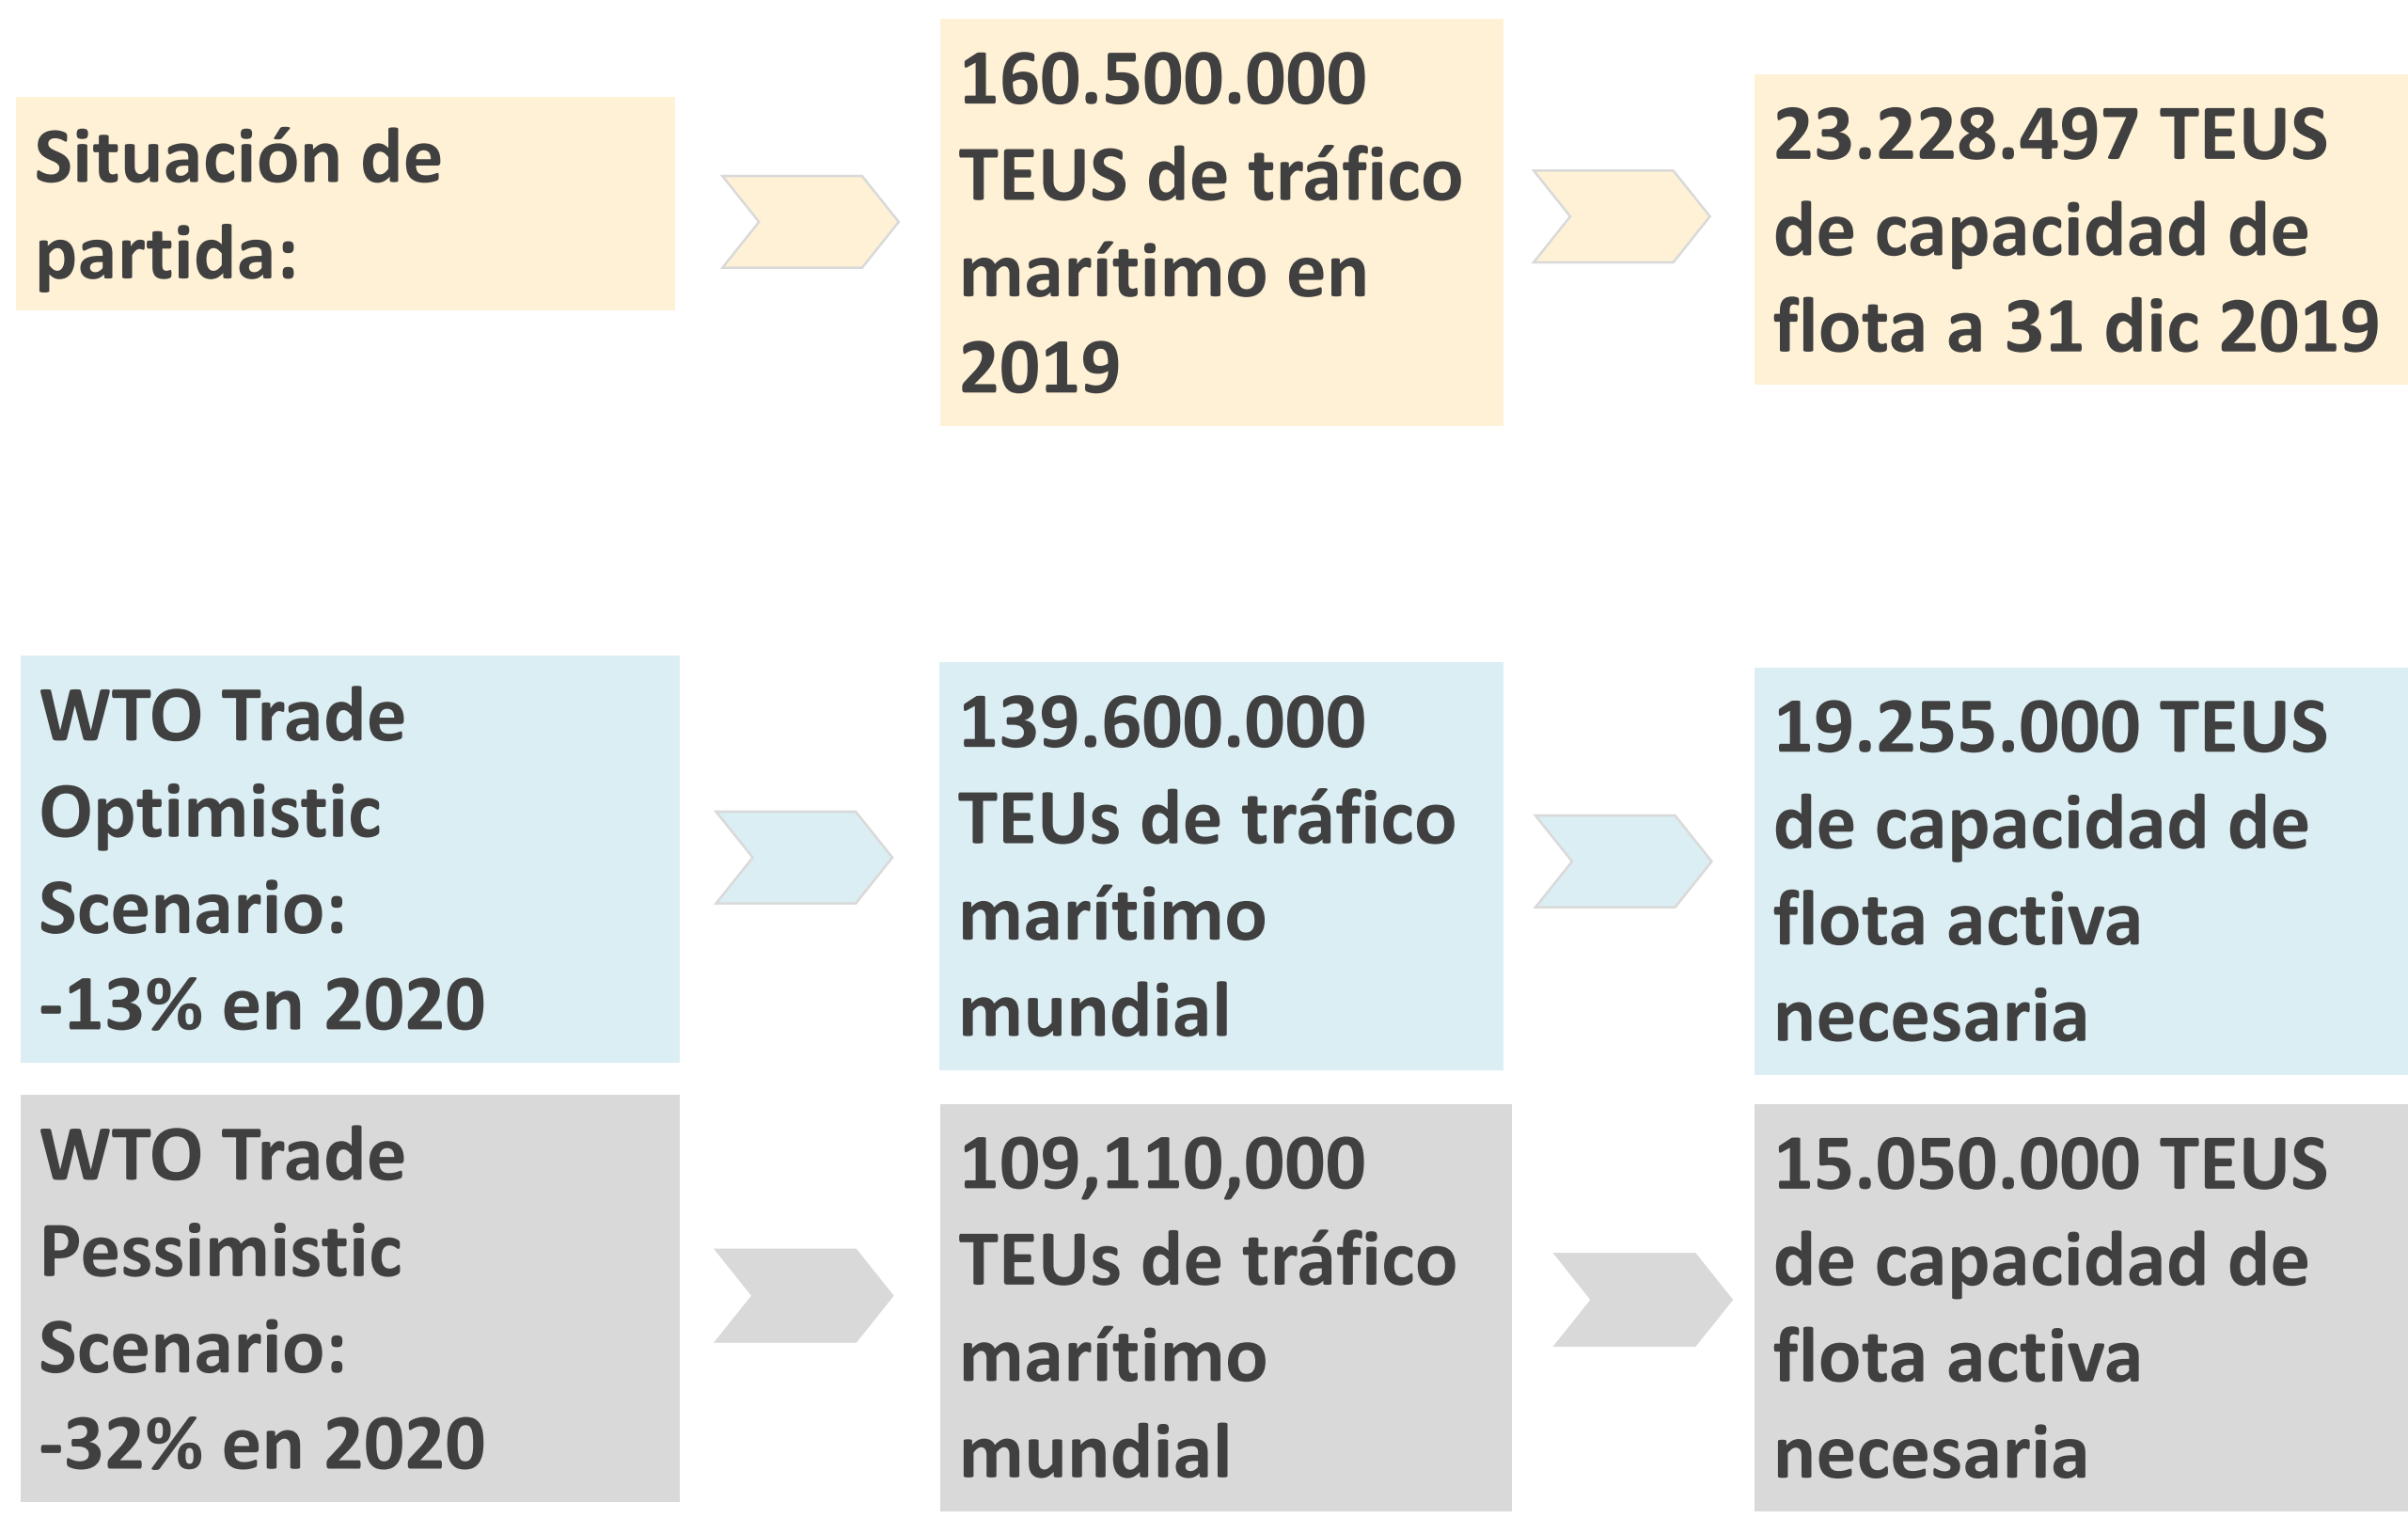 Situación de
partida:
160.500.000
TEUS de tráfico
marítimo en
2019
23.228.497 TEUS
de capacidad de
flota a 31 dic 2019
WTO Trade
Optimistic
Scenario:
-13% en 2020
139.600.000
TEUs de tráfico
marítimo
mundial
19.255.000 TEUS
de capacidad de
flota activa
necesaria
WTO Trade
Pessimistic
Scenario:
-32% en 2020
109,110,000
TEUs de tráfico
marítimo
mundial
15.050.000 TEUS
de capacidad de
flota activa
necesaria